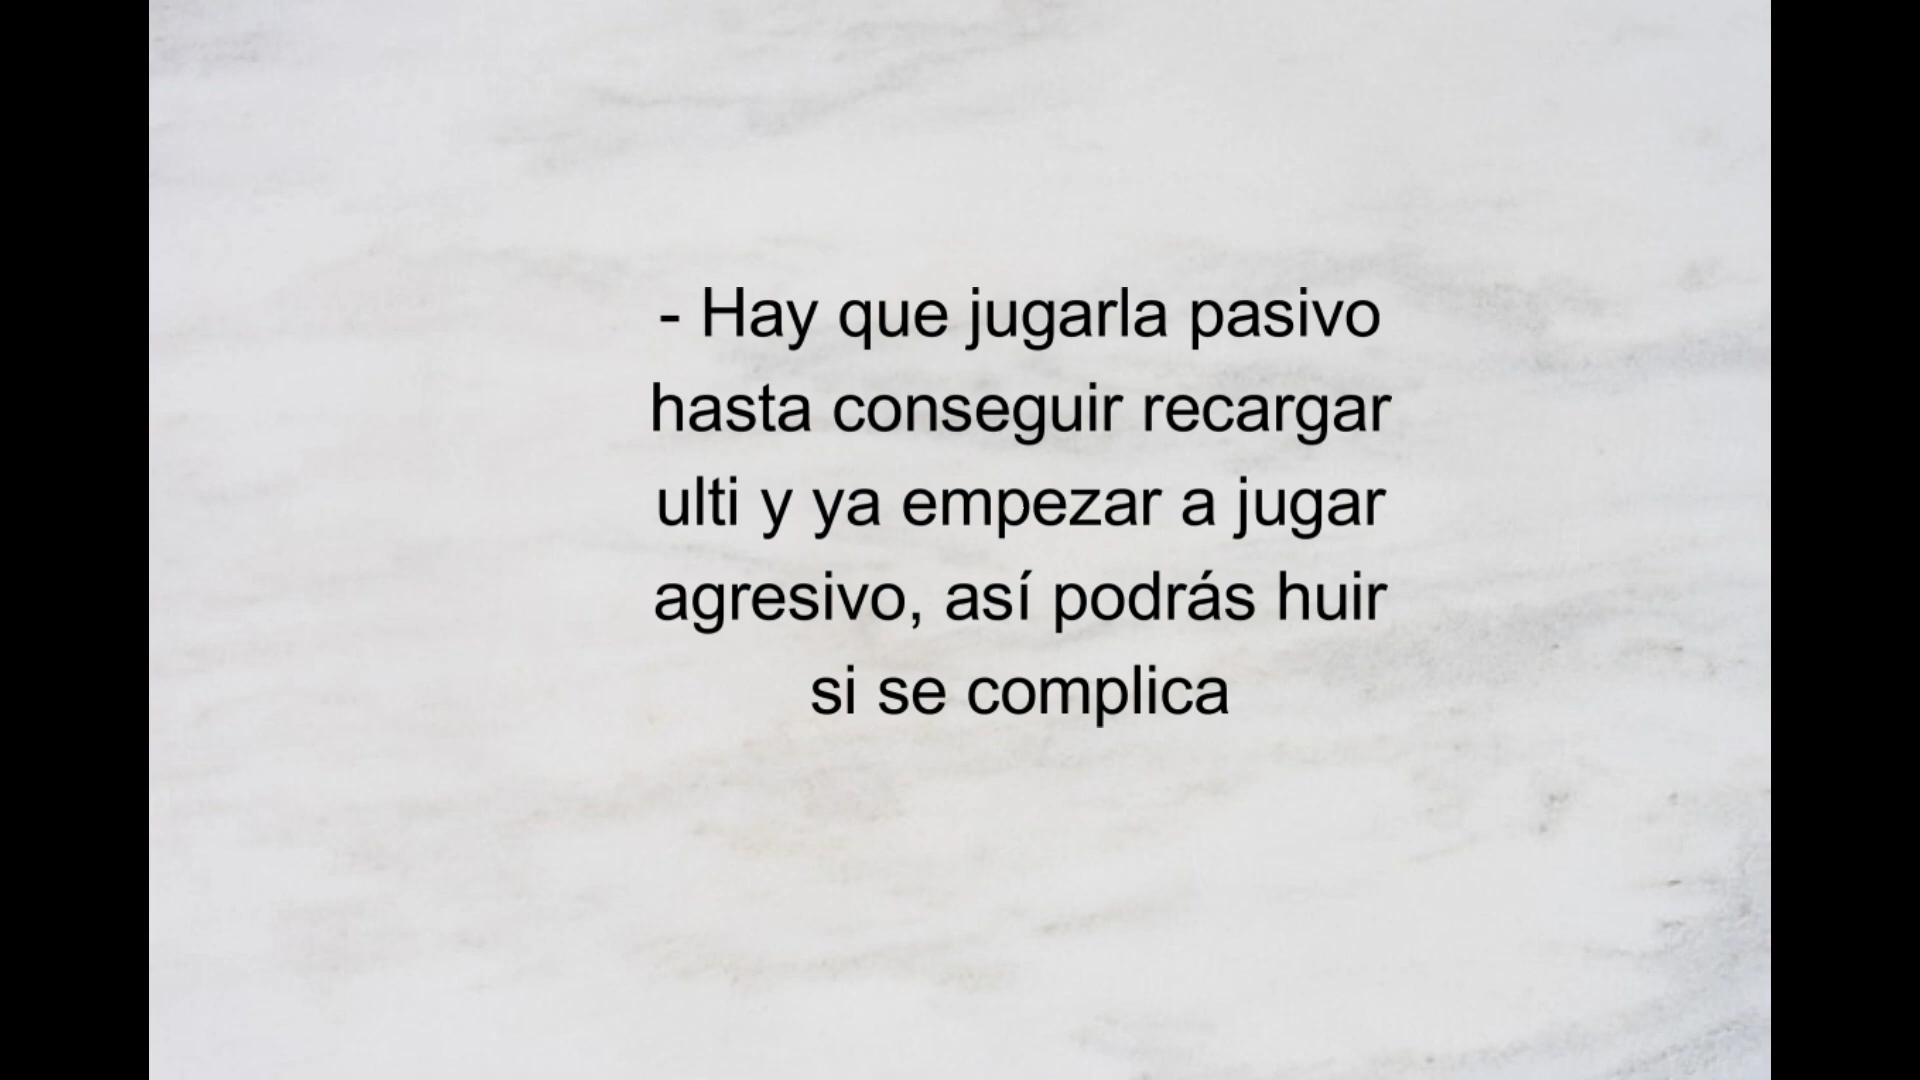 - Hay que jugarla pasivo
hasta conseguir recargar
ulti y ya empezar a jugar
agresivo, así podrás huir
si se complica